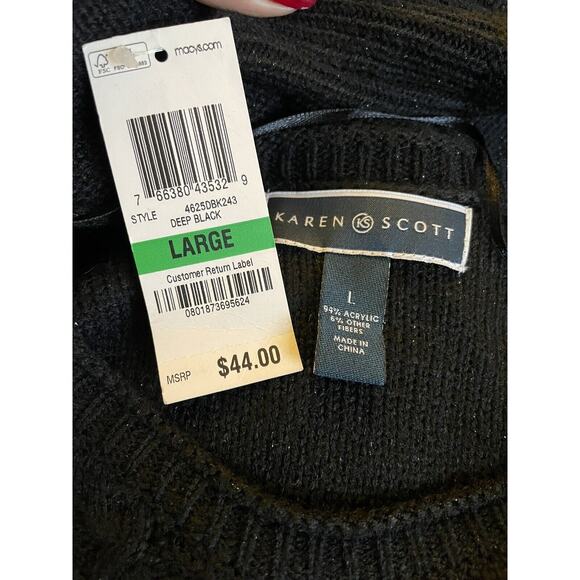 FSC
macys.com
7 66380 43532 9
STYLE 4625DBK243
DEEP BLACK
LARGE
Customer Return Label
0801873695624
MSRP $44.00
KAREN KS SCOTT
L
94% ACRYLIC
6% OTHER
FIBERS
MADE IN
CHINA